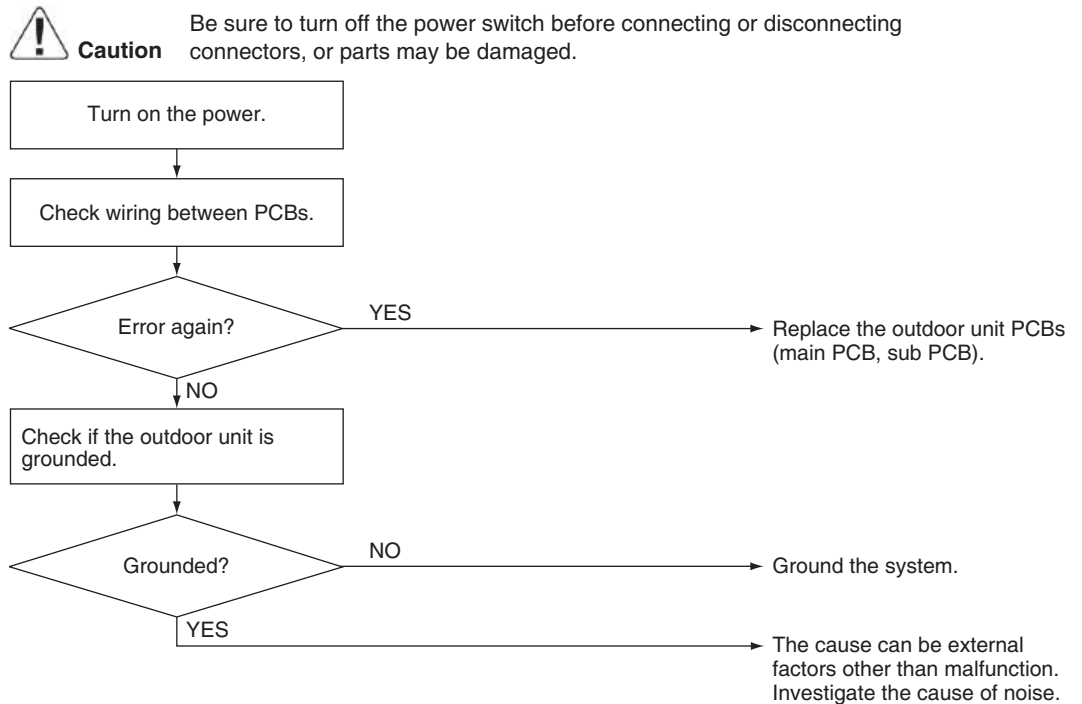 Be sure to turn off the power switch before connecting or disconnecting
Caution connectors, or parts may be damaged.
Turn on the power.
Check wiring between PCBs.
Error again?
YES
Replace the outdoor unit PCBs
(main PCB, sub PCB).
NO
Check if the outdoor unit is
grounded.
Grounded?
NO
Ground the system.
YES
The cause can be external
factors other than malfunction.
Investigate the cause of noise.